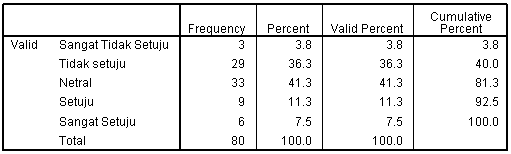 Frequency Percent Valid Percent Cumulative Percent
Valid Sangat Tidak Setuju 3 3.8 3.8 3.8
Tidak setuju 29 36.3 36.3 40.0
Netral 33 41.3 41.3 81.3
Setuju 9 11.3 11.3 92.5
Sangat Setuju 6 7.5 7.5 100.0
Total 80 100.0 100.0